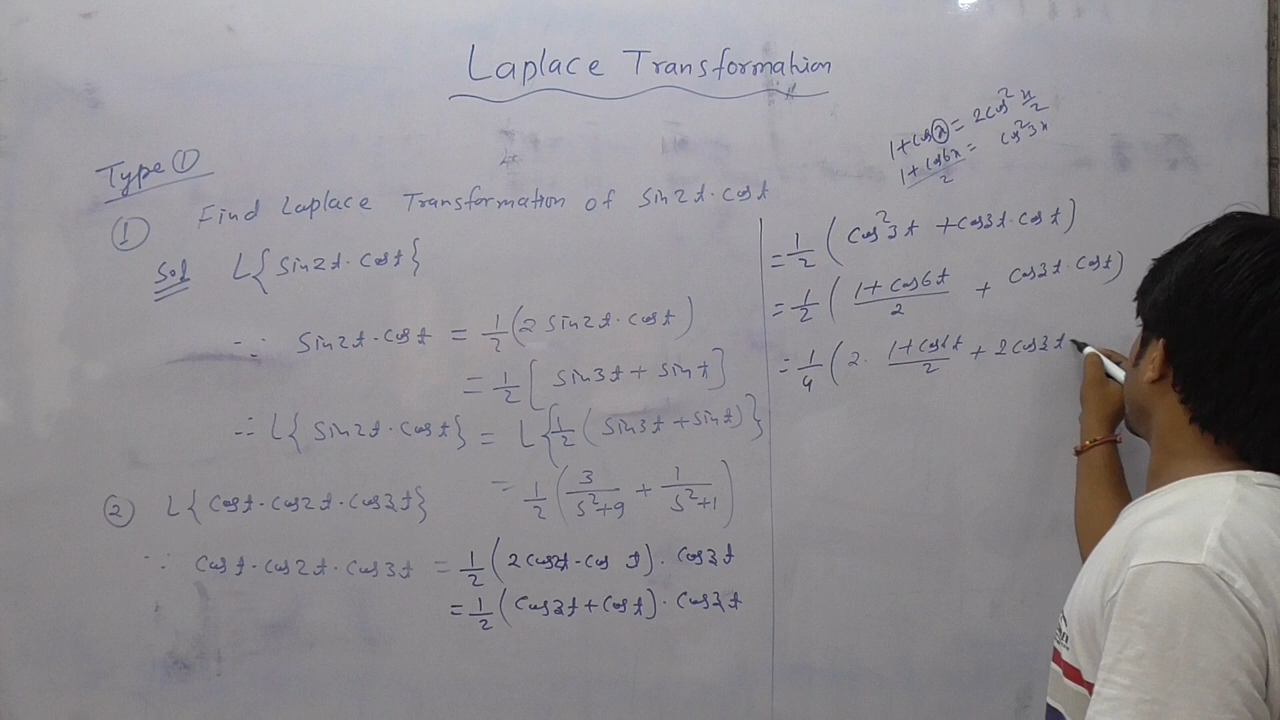 Laplace Transformation
Type ①
① Find Laplace Transformation of sin2t·cost
Sol L{sin2t·cost}
∵ sin2t·cost = 1/2 (2 sin2t·cost)
= 1/2 [sin3t + sint]
∴ L{sin2t·cost} = L{1/2 (sin3t + sint)}
= 1/2 (3/(s²+9) + 1/(s²+1))
② L{cost·cos2t·cos3t}
∵ cost·cos2t·cos3t = 1/2 (2cos2t·cos t)·cos3t
= 1/2 (cos3t + cost)·cos3t
1+cosx = 2cos² x/2
(1+cos6x)/2 = cos²3x
= 1/2 (cos²3t + cos3t·cost)
= 1/2 ((1+cos6t)/2 + cos3t·cost)
= 1/4 (2· (1+cos6t)/2 + 2cos3t